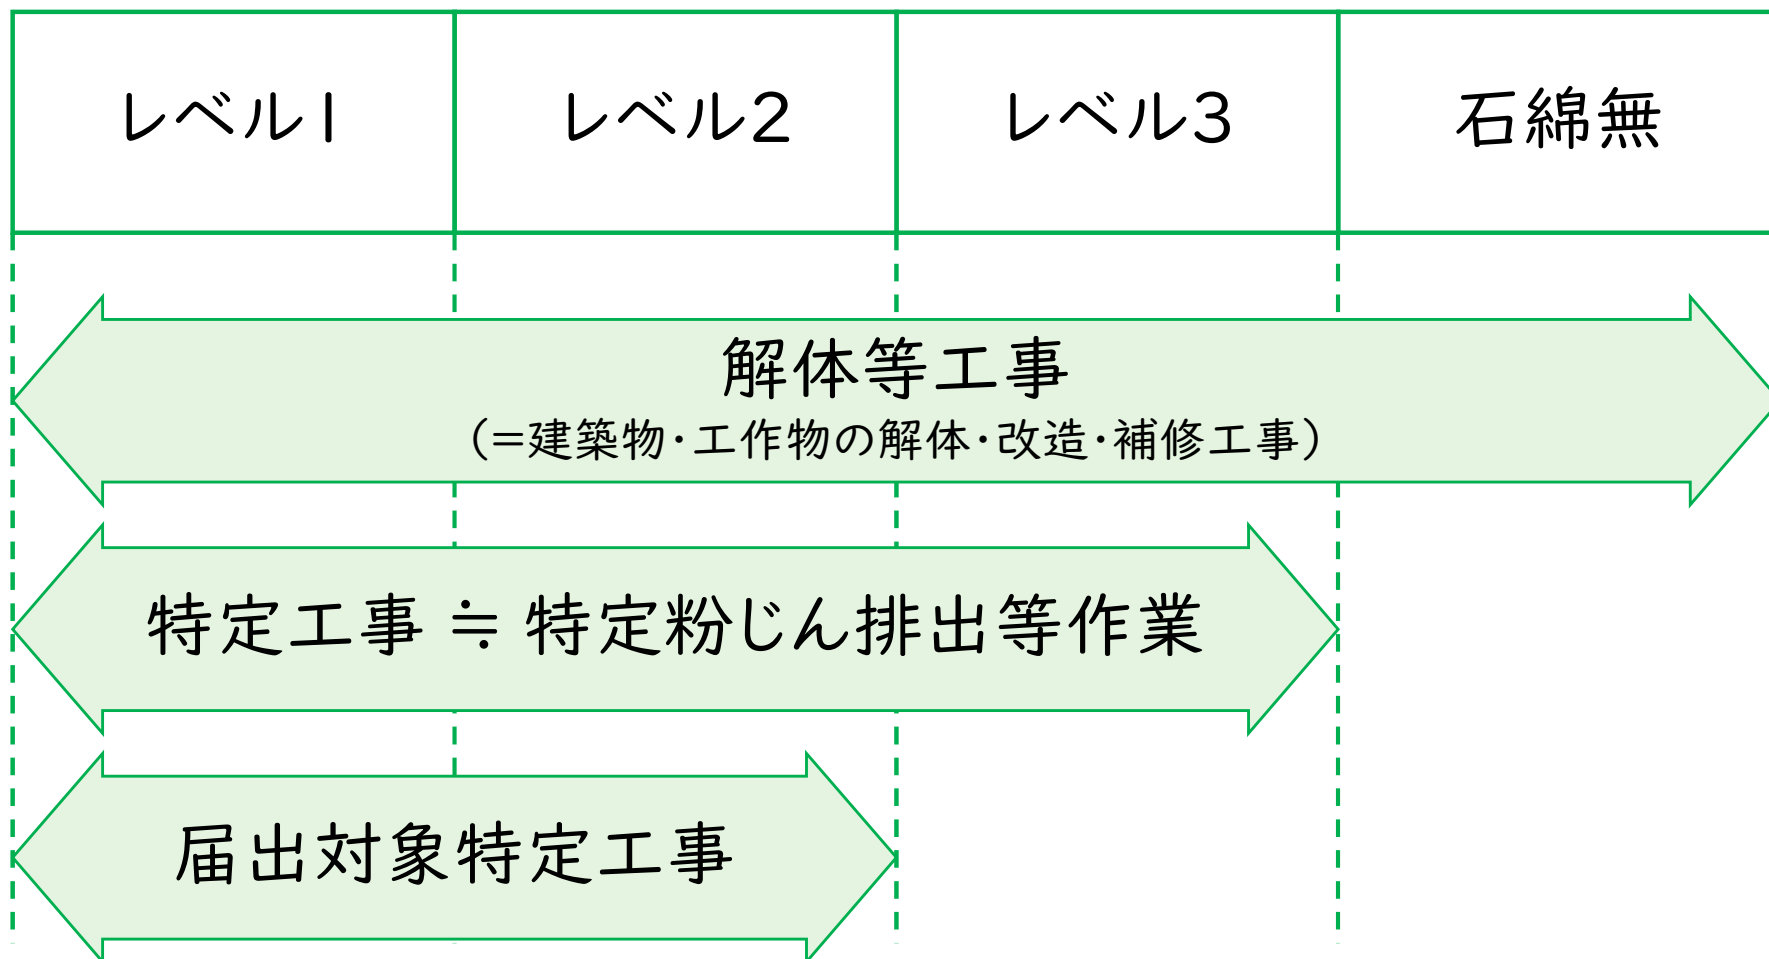 レベル1
レベル2
レベル3
石綿無
解体等工事
(=建築物・工作物の解体・改造・補修工事)
特定工事 ≒ 特定粉じん排出等作業
届出対象特定工事